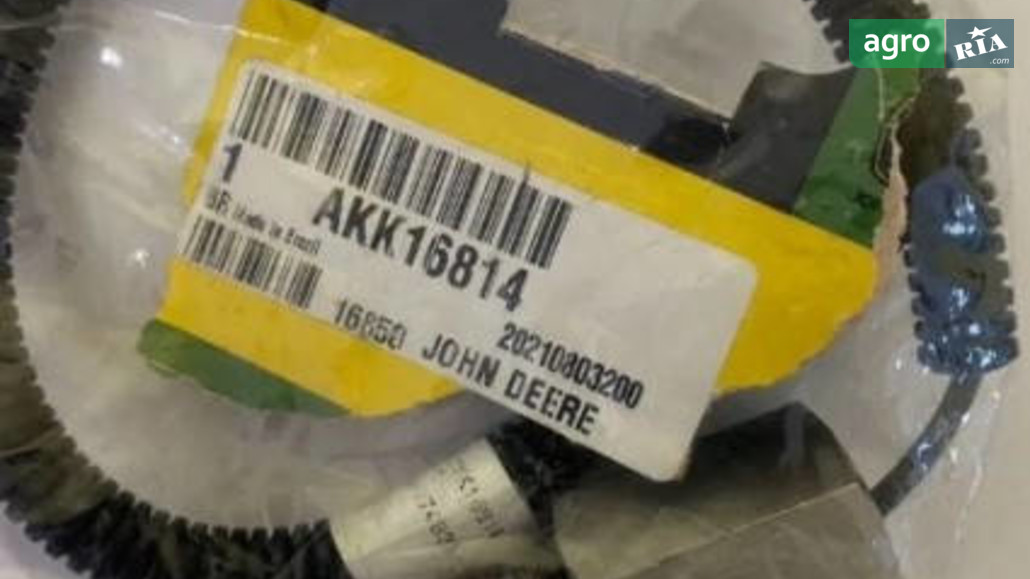 agro RIA
.com
1
AKK16814
BR Made in Brazil
20210803200
16850 JOHN DEERE